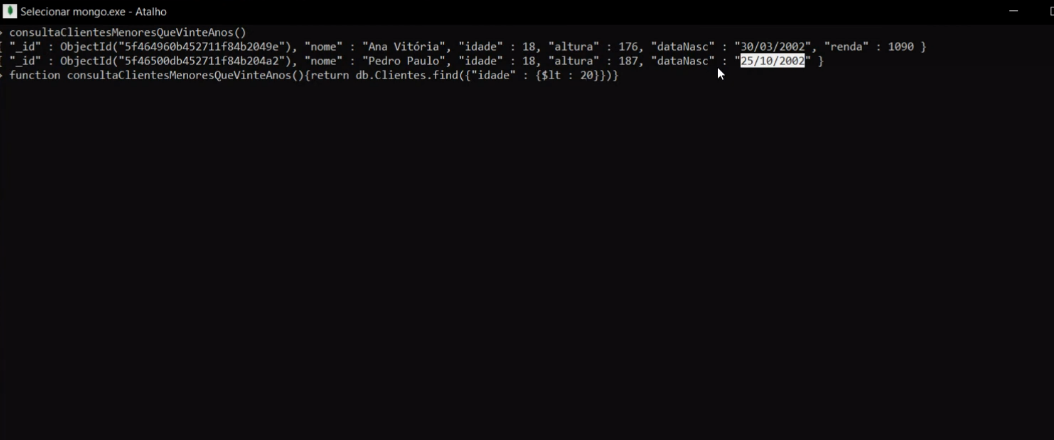 Selecionar mongo.exe - Atalho
> consultaClientesMenoresQueVinteAnos()
{ "_id" : ObjectId("5f464960b452711f84b2049e"), "nome" : "Ana Vitória", "idade" : 18, "altura" : 176, "dataNasc" : "30/03/2002", "renda" : 1090 }
{ "_id" : ObjectId("5f46500db452711f84b204a2"), "nome" : "Pedro Paulo", "idade" : 18, "altura" : 187, "dataNasc" : "25/10/2002" }
> function consultaClientesMenoresQueVinteAnos(){return db.Clientes.find({"idade" : {$lt : 20}})}